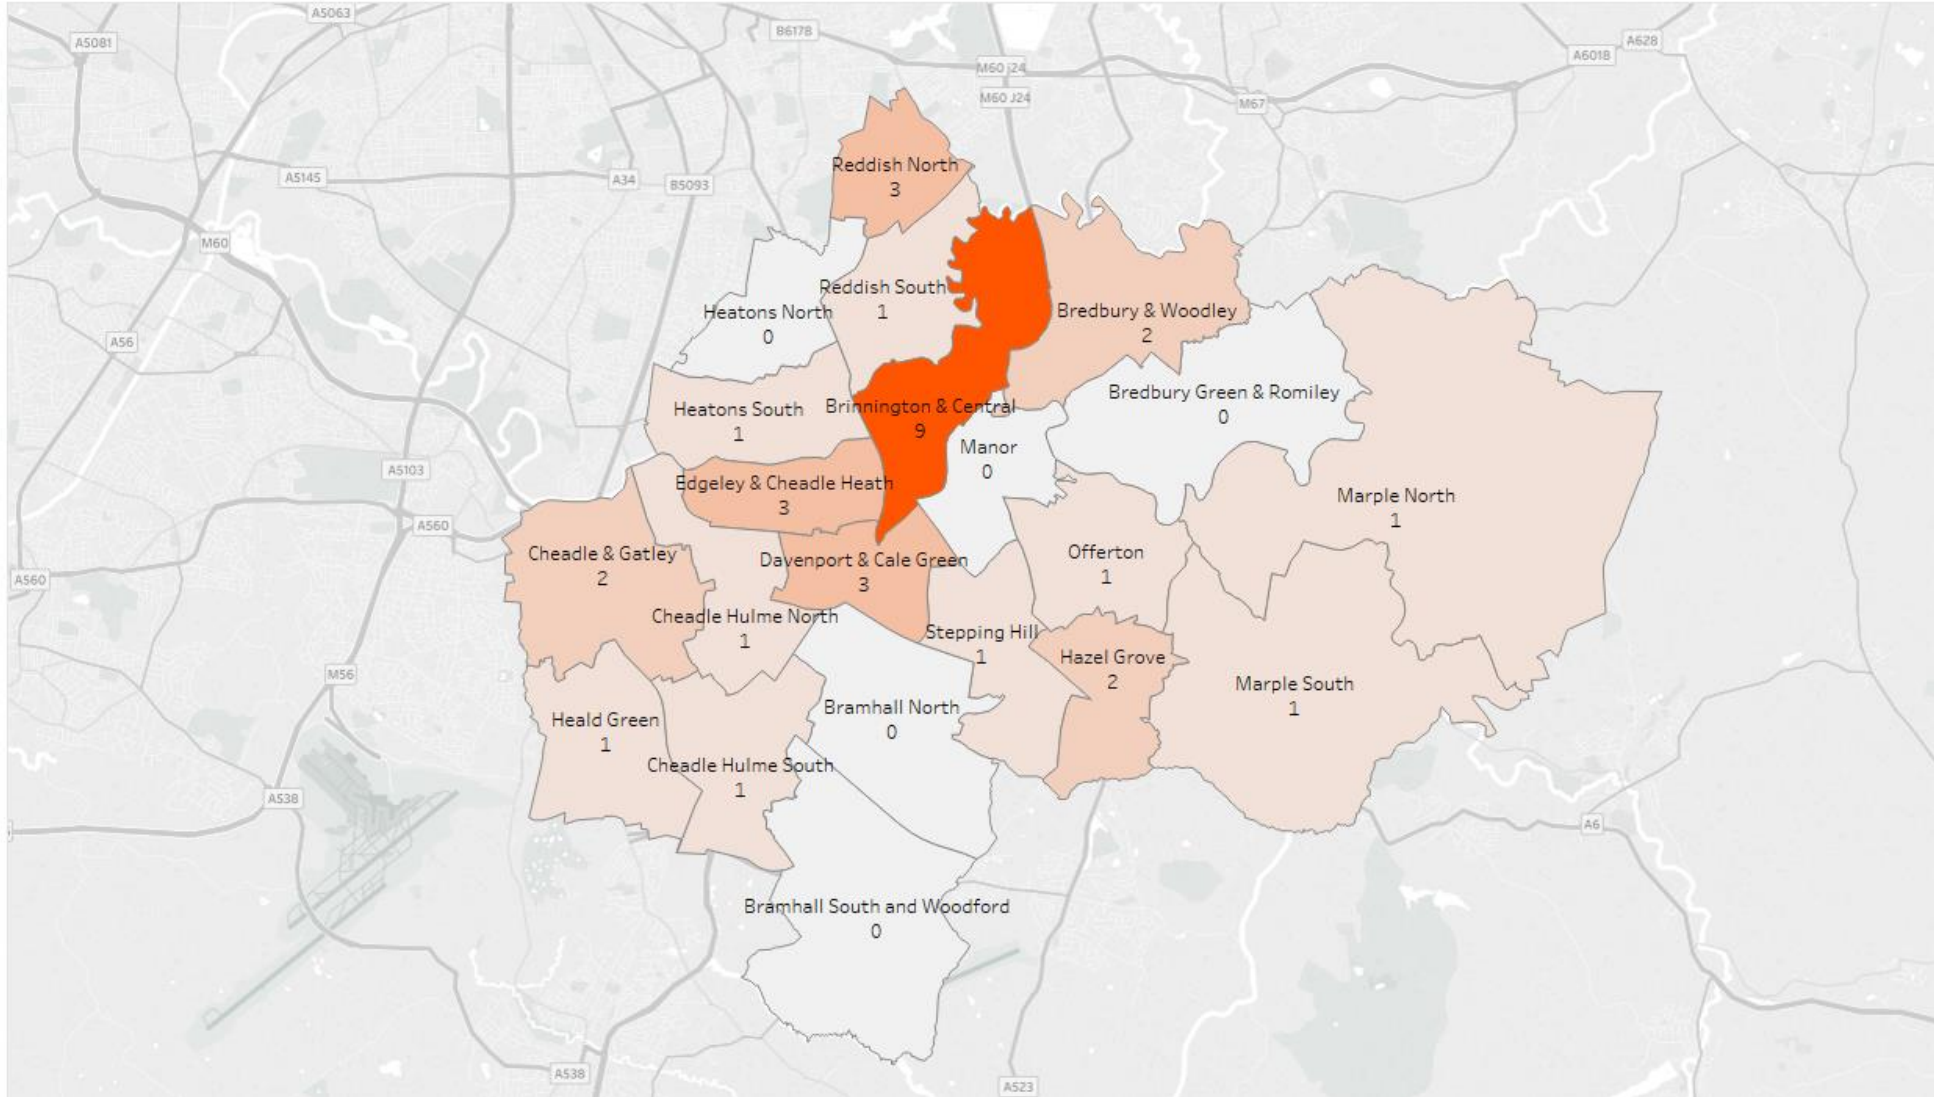 A5063
A5081
B6178
A628
A6018
M60 J24
M60 J24
M67
Reddish North
3
A5145
A34
B5093
M60
Reddish South
1
Heatons North
0
Bredbury & Woodley
2
A56
Bredbury Green & Romiley
0
Heatons South
1
Brinnington & Central
9
Manor
0
A5103
Edgeley & Cheadle Heath
3
Marple North
1
A560
Cheadle & Gatley
2
Davenport & Cale Green
3
Offerton
1
A560
Cheadle Hulme North
1
Stepping Hill
1
Hazel Grove
2
M56
Marple South
1
Bramhall North
0
Heald Green
1
Cheadle Hulme South
1
A538
A6
Bramhall South and Woodford
0
A538
A523